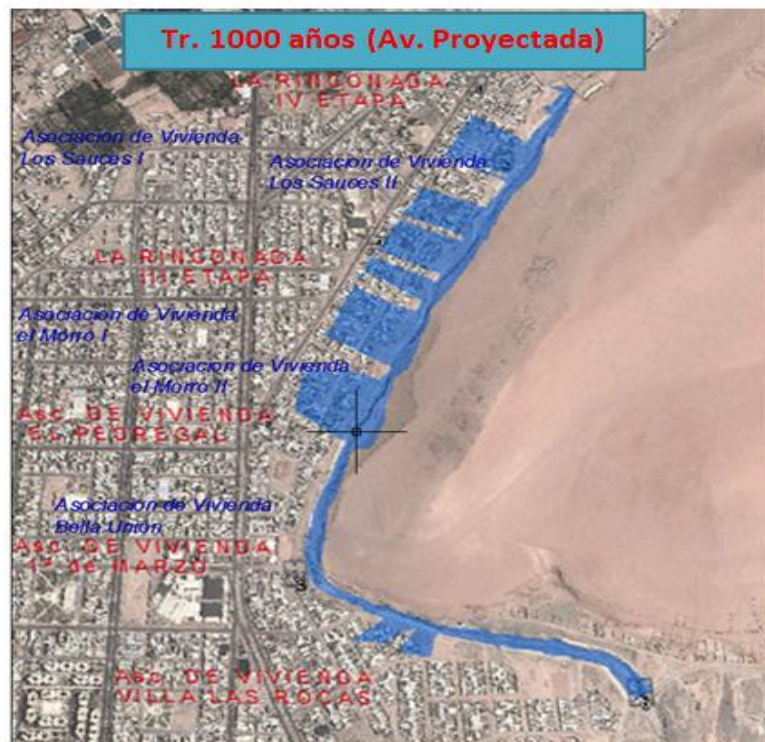 Tr. 1000 años (Av. Proyectada)
LA RINCONADA
IV ETAPA
Asociacion de Vivienda
Los Sauces I
Asociacion de Vivienda
Los Sauces II
LA RINCONADA
III ETAPA
Asociacion de Vivienda
el Morro I
Asociacion de Vivienda
el Morro II
Asc. DE VIVIENDA
EL PEDREGAL
Asociacion de Vivienda
Bella Union
Asc. DE VIVIENDA
1º de MARZO
Asc. DE VIVIENDA
VILLA LAS ROCAS